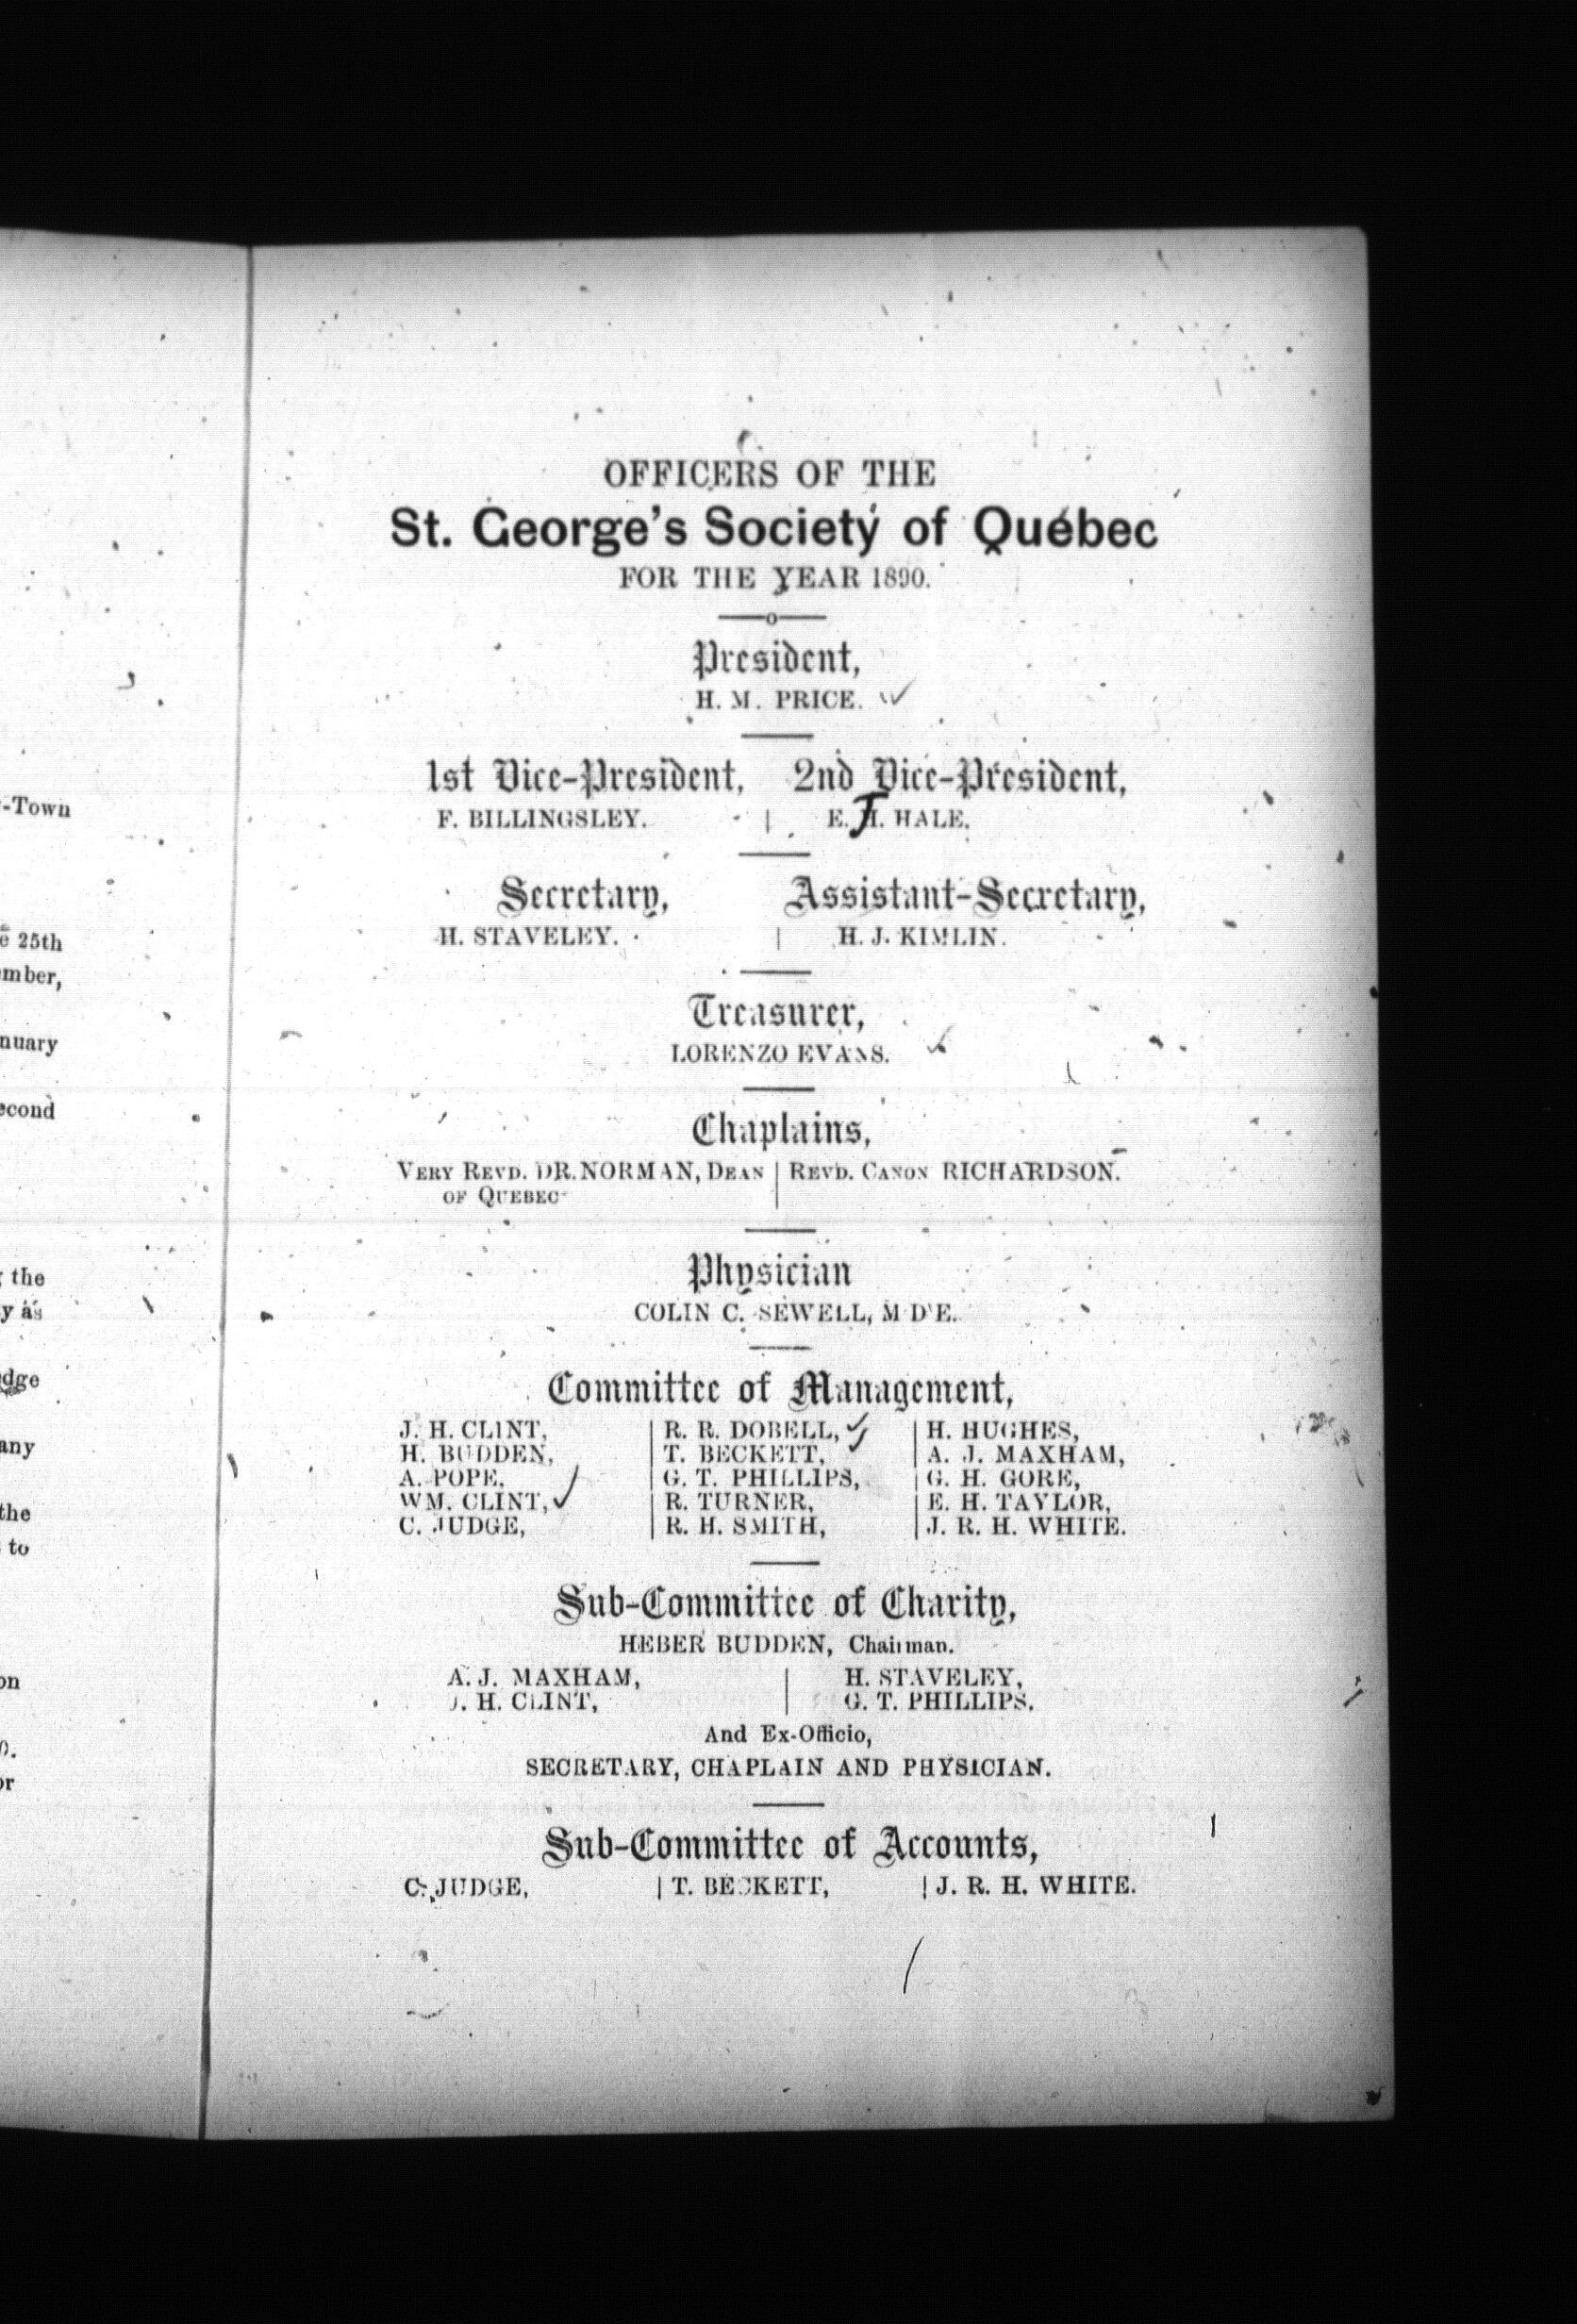 -Town
e 25th
mber,
nuary
econd
the
y as
dge
any
the
to
on
or
OFFICERS OF THE
St. George's Society of Quebec
FOR THE YEAR 1890.
President,
H. M. PRICE.
1st Vice-President, 2nd Vice-President,
F. BILLINGSLEY. | E. J. HALE.
Secretary, Assistant-Secretary,
H. STAVELEY. | H. J. KIMLIN.
Treasurer,
LORENZO EVANS.
Chaplains,
VERY REVD. DR. NORMAN, DEAN | REVD. CANON RICHARDSON.
OF QUEBEC
Physician
COLIN C. SEWELL, M D E.
Committee of Management,
J. H. CLINT, | R. R. DOBELL, | H. HUGHES,
H. BUDDEN, T. BECKETT, | A. J. MAXHAM,
A. POPE, | G. T. PHILLIPS, | G. H. GORE,
WM. CLINT, | R. TURNER, | E. H. TAYLOR,
C. JUDGE, | R. H. SMITH, | J. R. H. WHITE.
Sub-Committee of Charity,
HEBER BUDDEN, Chairman.
A. J. MAXHAM, | H. STAVELEY,
J. H. CLINT, | G. T. PHILLIPS.
And Ex-Officio,
SECRETARY, CHAPLAIN AND PHYSICIAN.
Sub-Committee of Accounts,
C. JUDGE, | T. BECKETT, | J. R. H. WHITE.